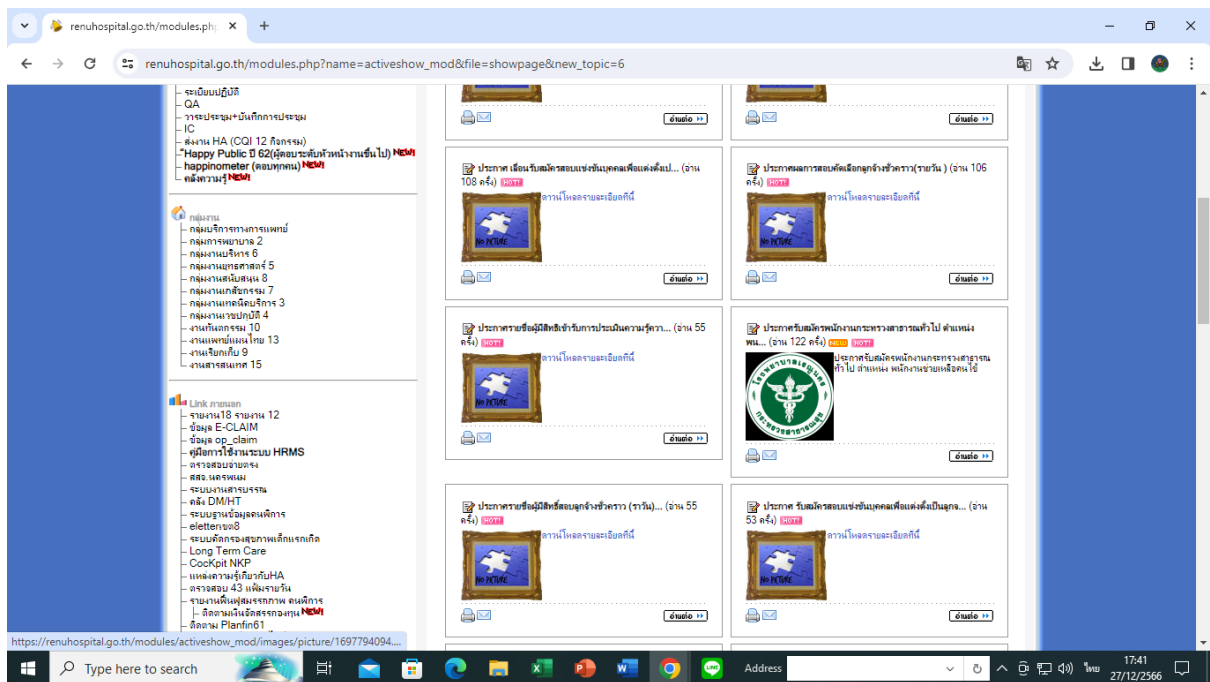 renuhospital.go.th/modules.ph
renuhospital.go.th/modules.php?name=activeshow_mod&file=showpage&new_topic=6
ระเบียบปฏิบัติ
QA
วาระประชุม+บันทึกการประชุม
IC
ส่งงาน HA (CQI 12 กิจกรรม)
"Happy Public ปี 62(ผู้ตอบระดับหัวหน้างานขึ้นไป) NEW!
happinometer (ตอบทุกคน) NEW!
คลังความรู้ NEW!
กลุ่มงาน
กลุ่มบริการทางการแพทย์
กลุ่มการพยาบาล 2
กลุ่มงานบริหาร 6
กลุ่มงานยุทธศาสตร์ 5
กลุ่มงานสนับสนุน 8
กลุ่มงานเภสัชกรรม 7
กลุ่มงานเทคนิคบริการ 3
กลุ่มงานเวชปฏิบัติ 4
งานทันตกรรม 10
งานแพทย์แผนไทย 13
งานเรียกเก็บ 9
งานสารสนเทศ 15
Link ภายนอก
รายงาน18 รายงาน 12
ข้อมูล E-CLAIM
ข้อมูล op_claim
คู่มือการใช้งานระบบ HRMS
ตรวจสอบจ่ายตรง
สสจ.นครพนม
ระบบงานสารบรรณ
คลัง DM/HT
ระบบฐานข้อมูลคนพิการ
eletterเขต8
ระบบคัดกรองสุขภาพเด็กแรกเกิด
Long Term Care
CocKpit NKP
แหล่งความรู้เกี่ยวกับHA
ตรวจสอบ 43 แฟ้มรายวัน
รายงานฟื้นฟูสมรรถภาพ คนพิการ
ติดตามเงินจัดสรรกองทุน NEW!
ติดตาม Planfin61
อ่านต่อ
อ่านต่อ
ประกาศ เลื่อนรับสมัครสอบแข่งขันบุคคลเพื่อแต่งตั้งเป... (อ่าน
108 ครั้ง) HOT!
ดาวน์โหลดรายละเอียดที่นี่
NO PICTURE
อ่านต่อ
ประกาศผลการสอบคัดเลือกลูกจ้างชั่วคราว(รายวัน ) (อ่าน 106
ครั้ง) HOT!
ดาวน์โหลดรายละเอียดที่นี่
NO PICTURE
อ่านต่อ
ประกาศรายชื่อผู้มีสิทธิเข้ารับการประเมินความรู้ควา... (อ่าน 55
ครั้ง) HOT!
ดาวน์โหลดรายละเอียดที่นี่
NO PICTURE
อ่านต่อ
ประกาศรับสมัครพนักงานกระทรวงสาธารณทั่วไป ตำแหน่ง
พน... (อ่าน 122 ครั้ง) NEW HOT!
ประกาศรับสมัครพนักงานกระทรวงสาธารณ
ทั่วไป ตำแหน่ง พนักงานช่วยเหลือคนไข้
โรงพยาบาลเรณูนคร
กระทรวงสาธารณสุข
อ่านต่อ
ประกาศรายชื่อผู้มีสิทธิ์สอบลูกจ้างชั่วคราว (ราวัน)... (อ่าน 55
ครั้ง) HOT!
ดาวน์โหลดรายละเอียดที่นี่
NO PICTURE
อ่านต่อ
ประกาศ รับสมัครสอบแข่งขันบุคคลเพื่อแต่งตั้งเป็นลูกจ... (อ่าน
53 ครั้ง) HOT!
ดาวน์โหลดรายละเอียดที่นี่
NO PICTURE
อ่านต่อ
https://renuhospital.go.th/modules/activeshow_mod/images/picture/1697794094....
Type here to search
Address
ไทย
17:41
27/12/2566